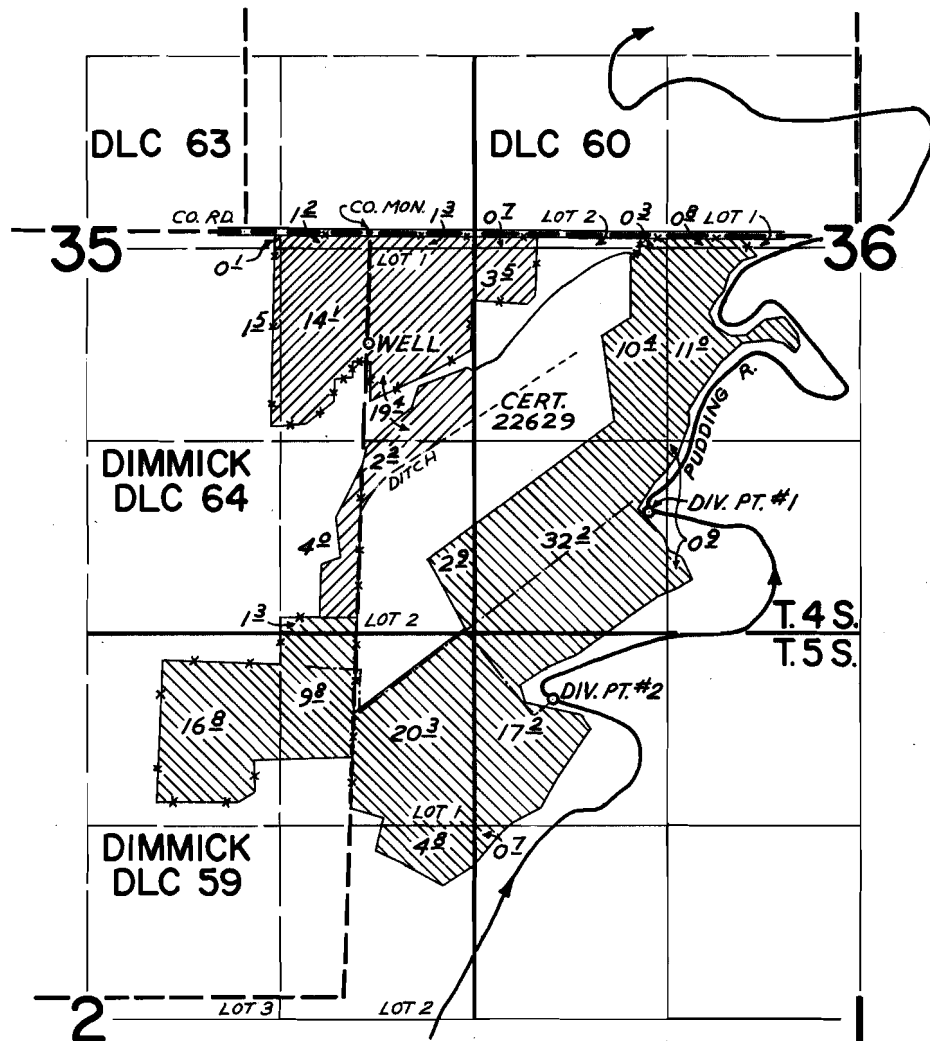 DLC 63
DLC 60
CO. RD.
1 2
CO. MON.
1 3
0 7
LOT 2
0 3
0 8
LOT 1
35
36
0 1
LOT 1
3 5
1 5
14 1
WELL
10 4
11 0
19 4
CERT.
22629
PUDDING R.
2 2
DITCH
DIMMICK
DLC 64
DIV. PT. #1
4 0
32 2
0 9
2 9
1 3
LOT 2
T. 4 S.
T. 5 S.
9 8
DIV. PT. #2
16 8
20 3
17 2
LOT 1
4 8
0 7
DIMMICK
DLC 59
2
LOT 3
LOT 2
1